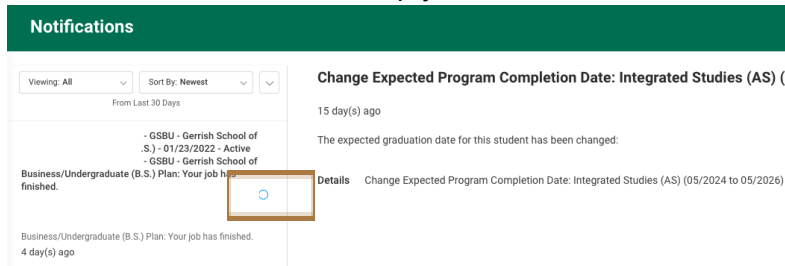 Notifications
Viewing: All
Sort By: Newest
From Last 30 Days
- GSBU - Gerrish School of
.S.) - 01/23/2022 - Active
- GSBU - Gerrish School of
Business/Undergraduate (B.S.) Plan: Your job has
finished.
Business/Undergraduate (B.S.) Plan: Your job has finished.
4 day(s) ago
Change Expected Program Completion Date: Integrated Studies (AS) (
15 day(s) ago
The expected graduation date for this student has been changed:
Details Change Expected Program Completion Date: Integrated Studies (AS) (05/2024 to 05/2026)